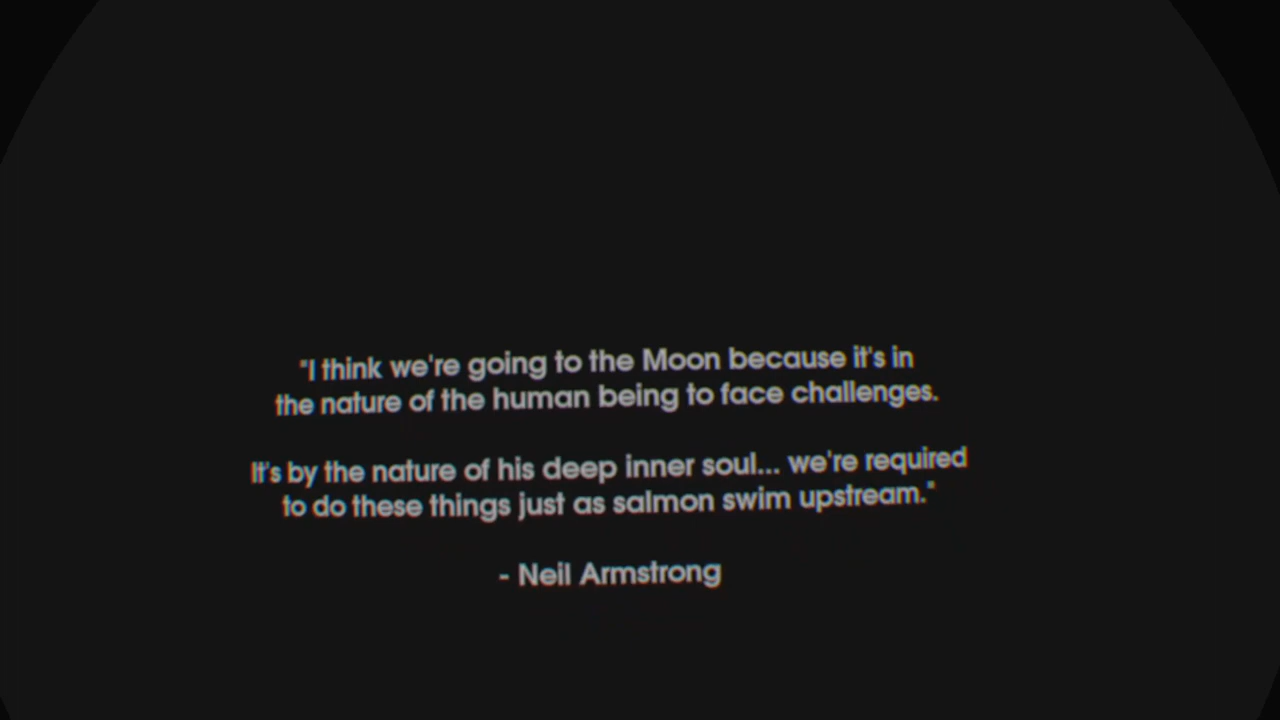 "I think we're going to the Moon because it's in
the nature of the human being to face challenges.
It's by the nature of his deep inner soul... we're required
to do these things just as salmon swim upstream."
- Neil Armstrong